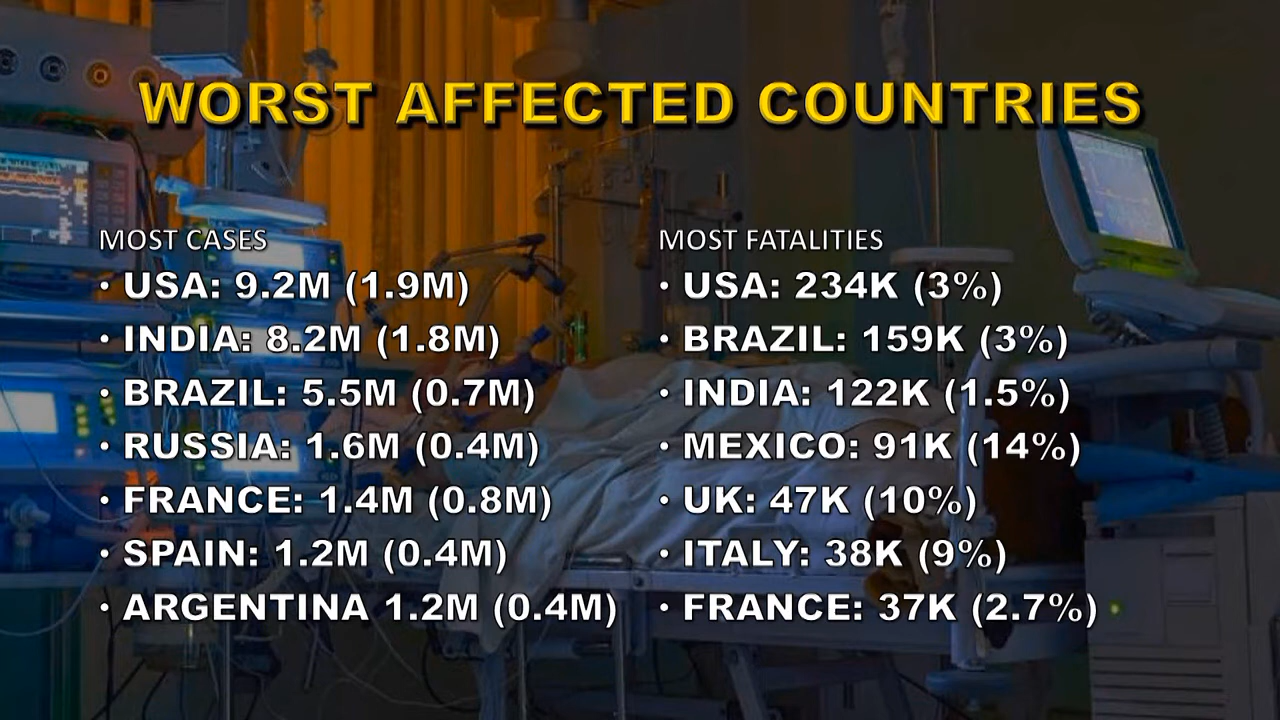 WORST AFFECTED COUNTRIES
MOST CASES
• USA: 9.2M (1.9M)
• INDIA: 8.2M (1.8M)
• BRAZIL: 5.5M (0.7M)
• RUSSIA: 1.6M (0.4M)
• FRANCE: 1.4M (0.8M)
• SPAIN: 1.2M (0.4M)
• ARGENTINA 1.2M (0.4M)
MOST FATALITIES
• USA: 234K (3%)
• BRAZIL: 159K (3%)
• INDIA: 122K (1.5%)
• MEXICO: 91K (14%)
• UK: 47K (10%)
• ITALY: 38K (9%)
• FRANCE: 37K (2.7%)